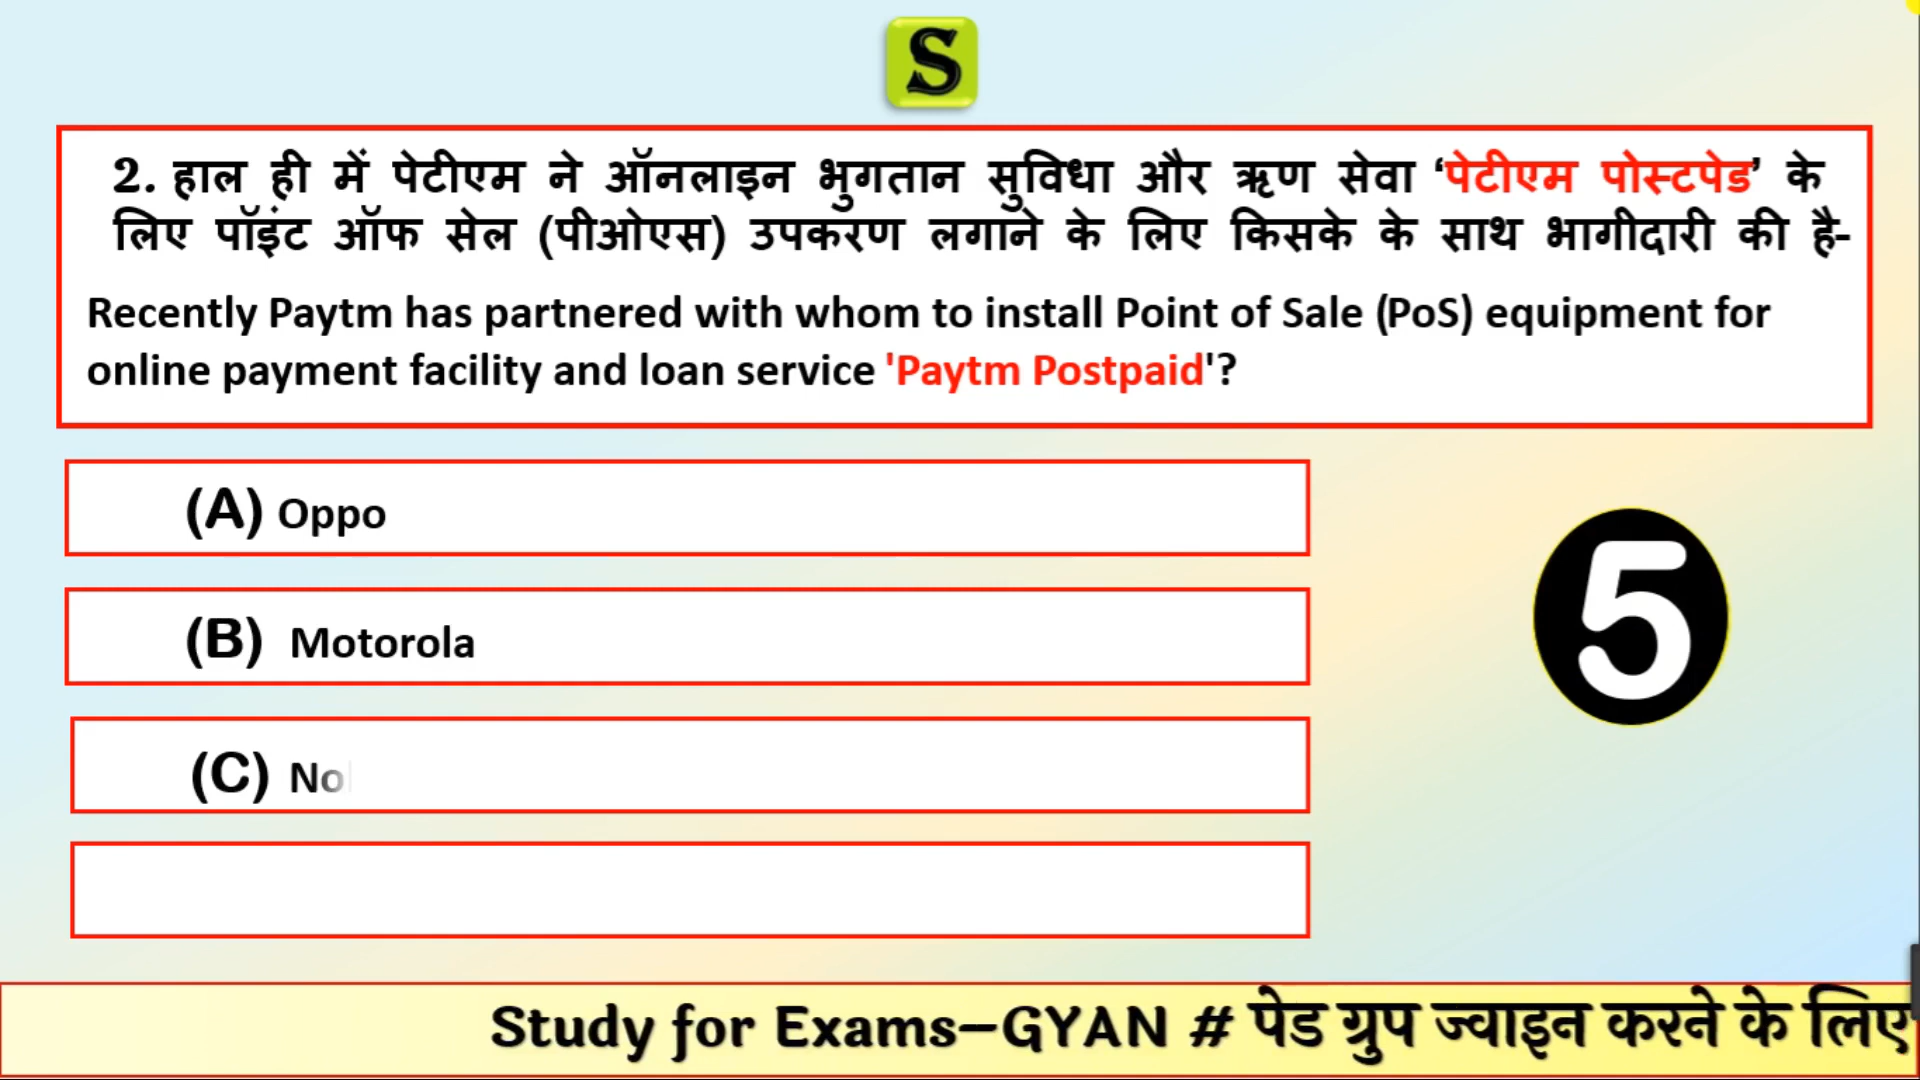 S
2. हाल ही में पेटीएम ने ऑनलाइन भुगतान सुविधा और ऋण सेवा ‘पेटीएम पोस्टपेड’ के
लिए पॉइंट ऑफ सेल (पीओएस) उपकरण लगाने के लिए किसके के साथ भागीदारी की है-
Recently Paytm has partnered with whom to install Point of Sale (PoS) equipment for
online payment facility and loan service 'Paytm Postpaid'?
(A) Oppo
(B) Motorola
(C) No
5
Study for Exams–GYAN # पेड ग्रुप ज्वाइन करने के लिए